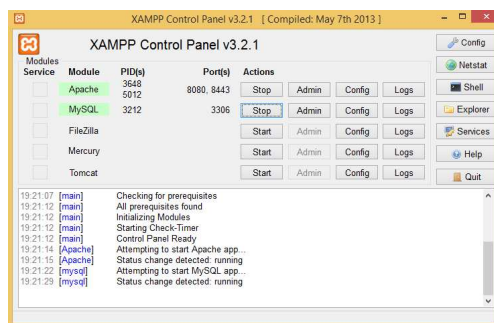 XAMPP Control Panel v3.2.1 [ Compiled: May 7th 2013 ]
XAMPP Control Panel v3.2.1
Config
Modules
Service Module PID(s) Port(s) Actions
Netstat
Apache 3648 5012 8080, 8443 Stop Admin Config Logs
Shell
MySQL 3212 3306 Stop Admin Config Logs
Explorer
FileZilla Start Admin Config Logs
Services
Mercury Start Admin Config Logs
Help
Tomcat Start Admin Config Logs
Quit
19:21:07 [main] Checking for prerequisites
19:21:12 [main] All prerequisites found
19:21:12 [main] Initializing Modules
19:21:12 [main] Starting Check-Timer
19:21:12 [main] Control Panel Ready
19:21:14 [Apache] Attempting to start Apache app...
19:21:15 [Apache] Status change detected: running
19:21:22 [mysql] Attempting to start MySQL app...
19:21:29 [mysql] Status change detected: running